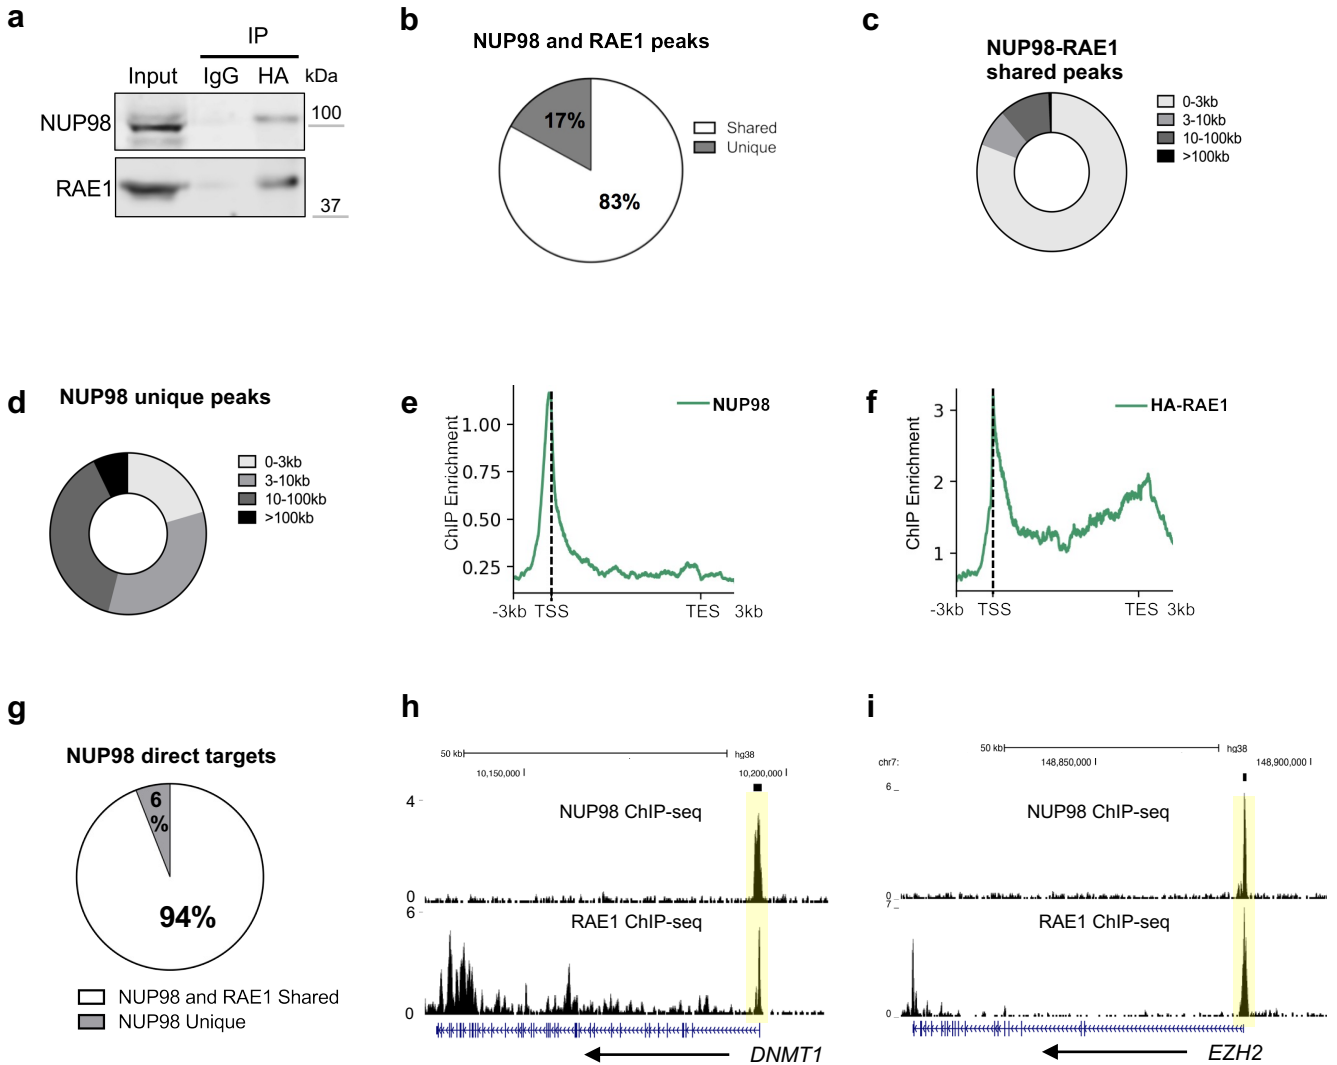 a
IP
Input IgG HA kDa
NUP98
100
RAE1
37
b
NUP98 and RAE1 peaks
17%
83%
Shared
Unique
c
NUP98-RAE1
shared peaks
0-3kb
3-10kb
10-100kb
>100kb
d
NUP98 unique peaks
0-3kb
3-10kb
10-100kb
>100kb
e
ChIP Enrichment
1.00
0.75
0.50
0.25
NUP98
-3kb TSS TES 3kb
f
ChIP Enrichment
3
2
1
HA-RAE1
-3kb TSS TES 3kb
g
NUP98 direct targets
6
%
94%
NUP98 and RAE1 Shared
NUP98 Unique
h
50 kb hg38
10,150,000 10,200,000
4
NUP98 ChIP-seq
0
6
RAE1 ChIP-seq
0
DNMT1
i
50 kb hg38
chr7: 148,850,000 148,900,000
6
NUP98 ChIP-seq
0
7
RAE1 ChIP-seq
0
EZH2